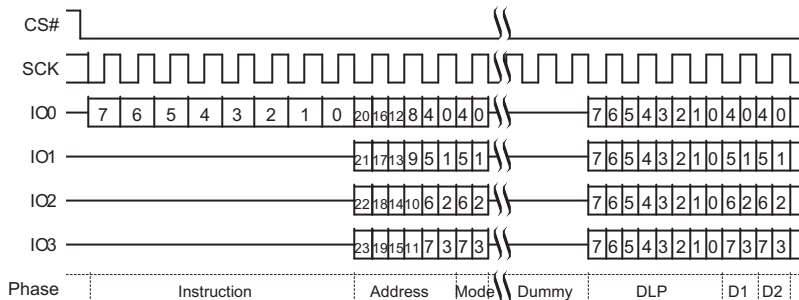 CS#
SCK
IO0 7 6 5 4 3 2 1 0 20 16 12 8 4 0 4 0 7 6 5 4 3 2 1 0 4 0 4 0
IO1 21 17 13 9 5 1 5 1 7 6 5 4 3 2 1 0 5 1 5 1
IO2 22 18 14 10 6 2 6 2 7 6 5 4 3 2 1 0 6 2 6 2
IO3 23 19 15 11 7 3 7 3 7 6 5 4 3 2 1 0 7 3 7 3
Phase Instruction Address Mode Dummy DLP D1 D2